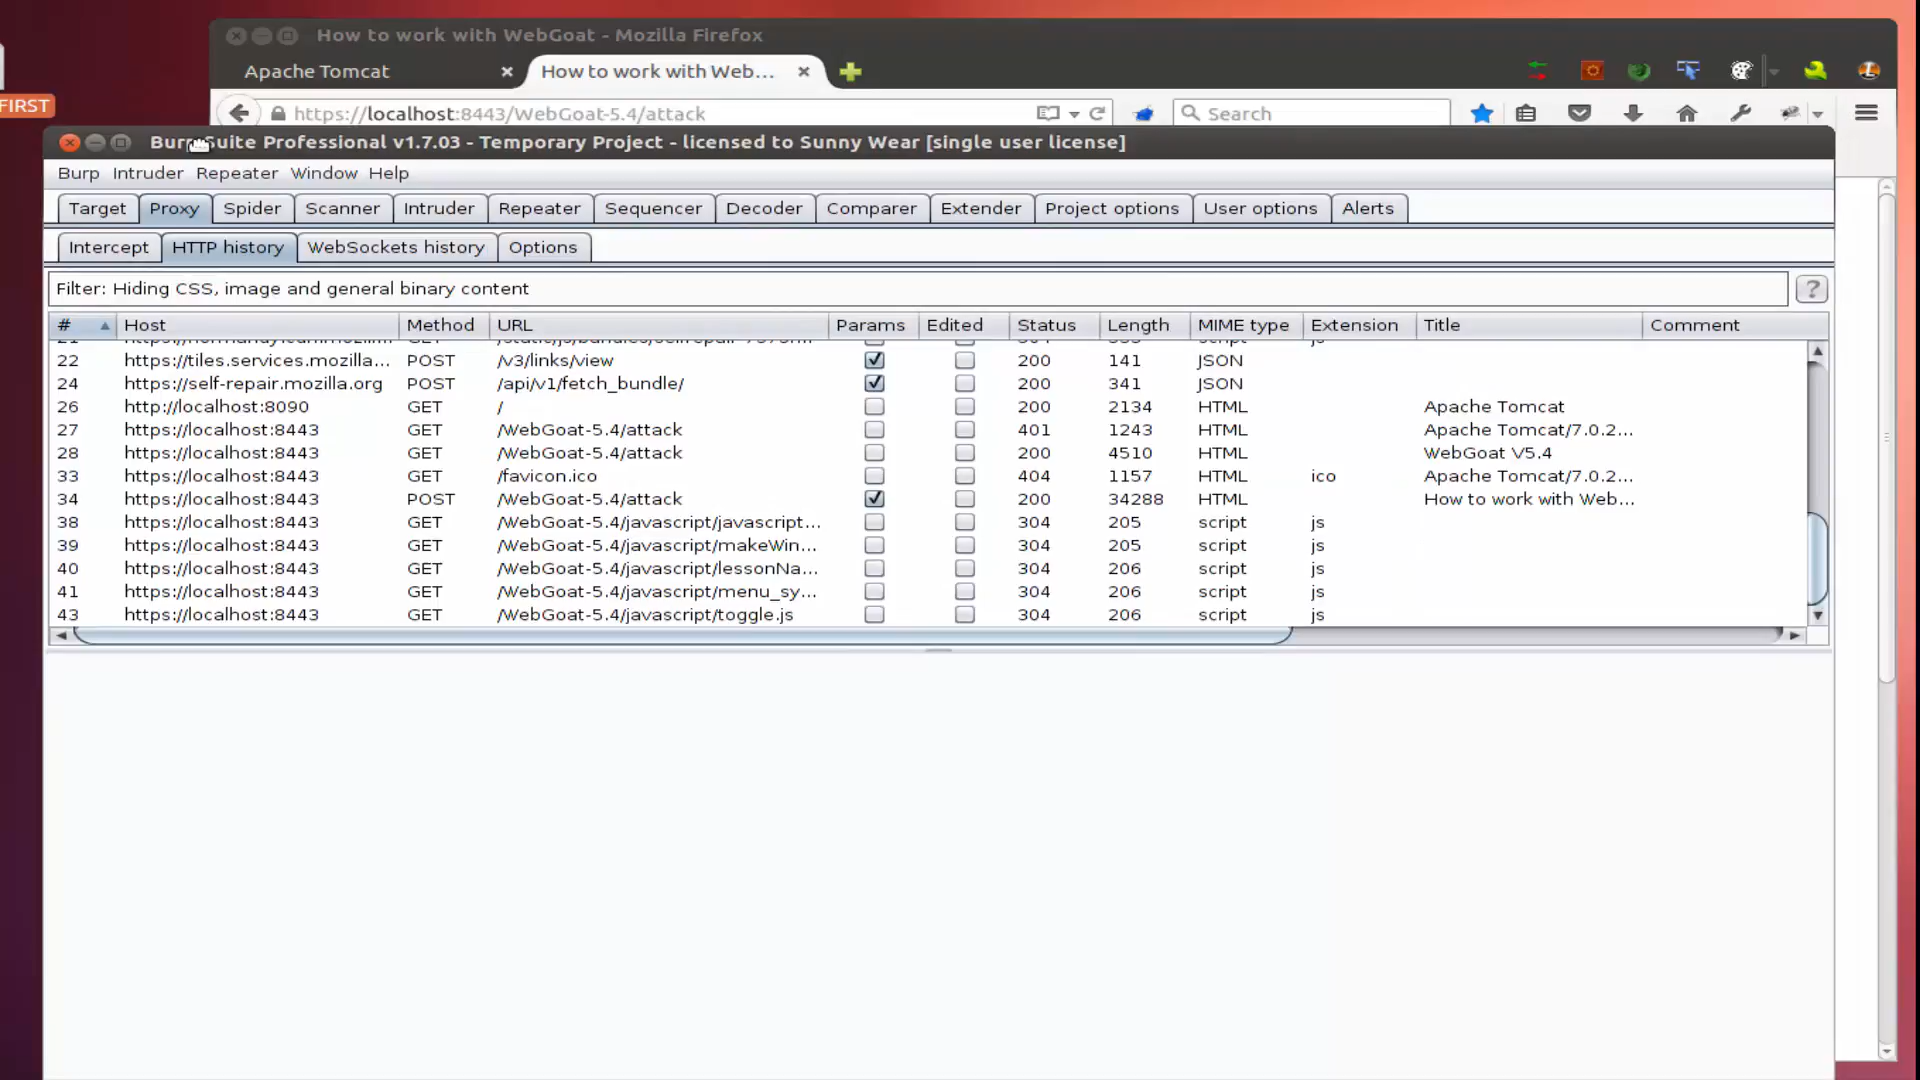 How to work with WebGoat - Mozilla Firefox
Apache Tomcat
How to work with Web...
FIRST
https://localhost:8443/WebGoat-5.4/attack
Search
Burp Suite Professional v1.7.03 - Temporary Project - licensed to Sunny Wear [single user license]
Burp Intruder Repeater Window Help
Target Proxy Spider Scanner Intruder Repeater Sequencer Decoder Comparer Extender Project options User options Alerts
Intercept HTTP history WebSockets history Options
Filter: Hiding CSS, image and general binary content ?
# Host Method URL Params Edited Status Length MIME type Extension Title Comment
22 https://tiles.services.mozilla... POST /v3/links/view 200 141 JSON
24 https://self-repair.mozilla.org POST /api/v1/fetch_bundle/ 200 341 JSON
26 http://localhost:8090 GET / 200 2134 HTML Apache Tomcat
27 https://localhost:8443 GET /WebGoat-5.4/attack 401 1243 HTML Apache Tomcat/7.0.2...
28 https://localhost:8443 GET /WebGoat-5.4/attack 200 4510 HTML WebGoat V5.4
33 https://localhost:8443 GET /favicon.ico 404 1157 HTML ico Apache Tomcat/7.0.2...
34 https://localhost:8443 POST /WebGoat-5.4/attack 200 34288 HTML How to work with Web...
38 https://localhost:8443 GET /WebGoat-5.4/javascript/javascript... 304 205 script js
39 https://localhost:8443 GET /WebGoat-5.4/javascript/makeWin... 304 205 script js
40 https://localhost:8443 GET /WebGoat-5.4/javascript/lessonNa... 304 206 script js
41 https://localhost:8443 GET /WebGoat-5.4/javascript/menu_sy... 304 206 script js
43 https://localhost:8443 GET /WebGoat-5.4/javascript/toggle.js 304 206 script js